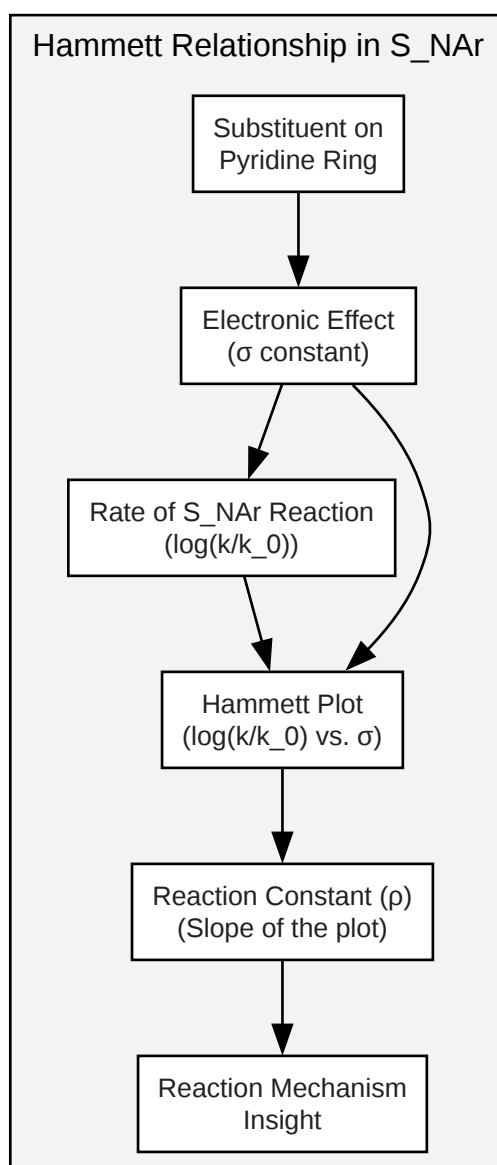 Hammett Relationship in S_NAr
Substituent on
Pyridine Ring
Electronic Effect
(σ constant)
Rate of S_NAr Reaction
(log(k/k_0))
Hammett Plot
(log(k/k_0) vs. σ)
Reaction Constant (ρ)
(Slope of the plot)
Reaction Mechanism
Insight